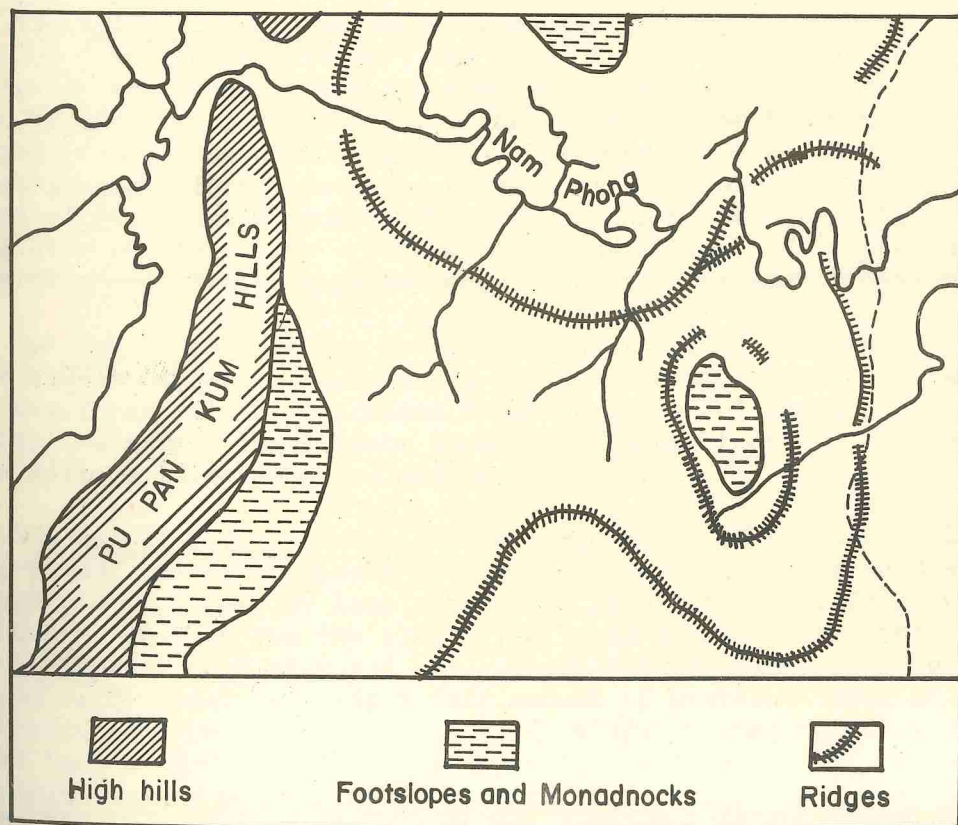 Nam
Phong
PU PAN KUM HILLS
High hills
Footslopes and Monadnocks
Ridges